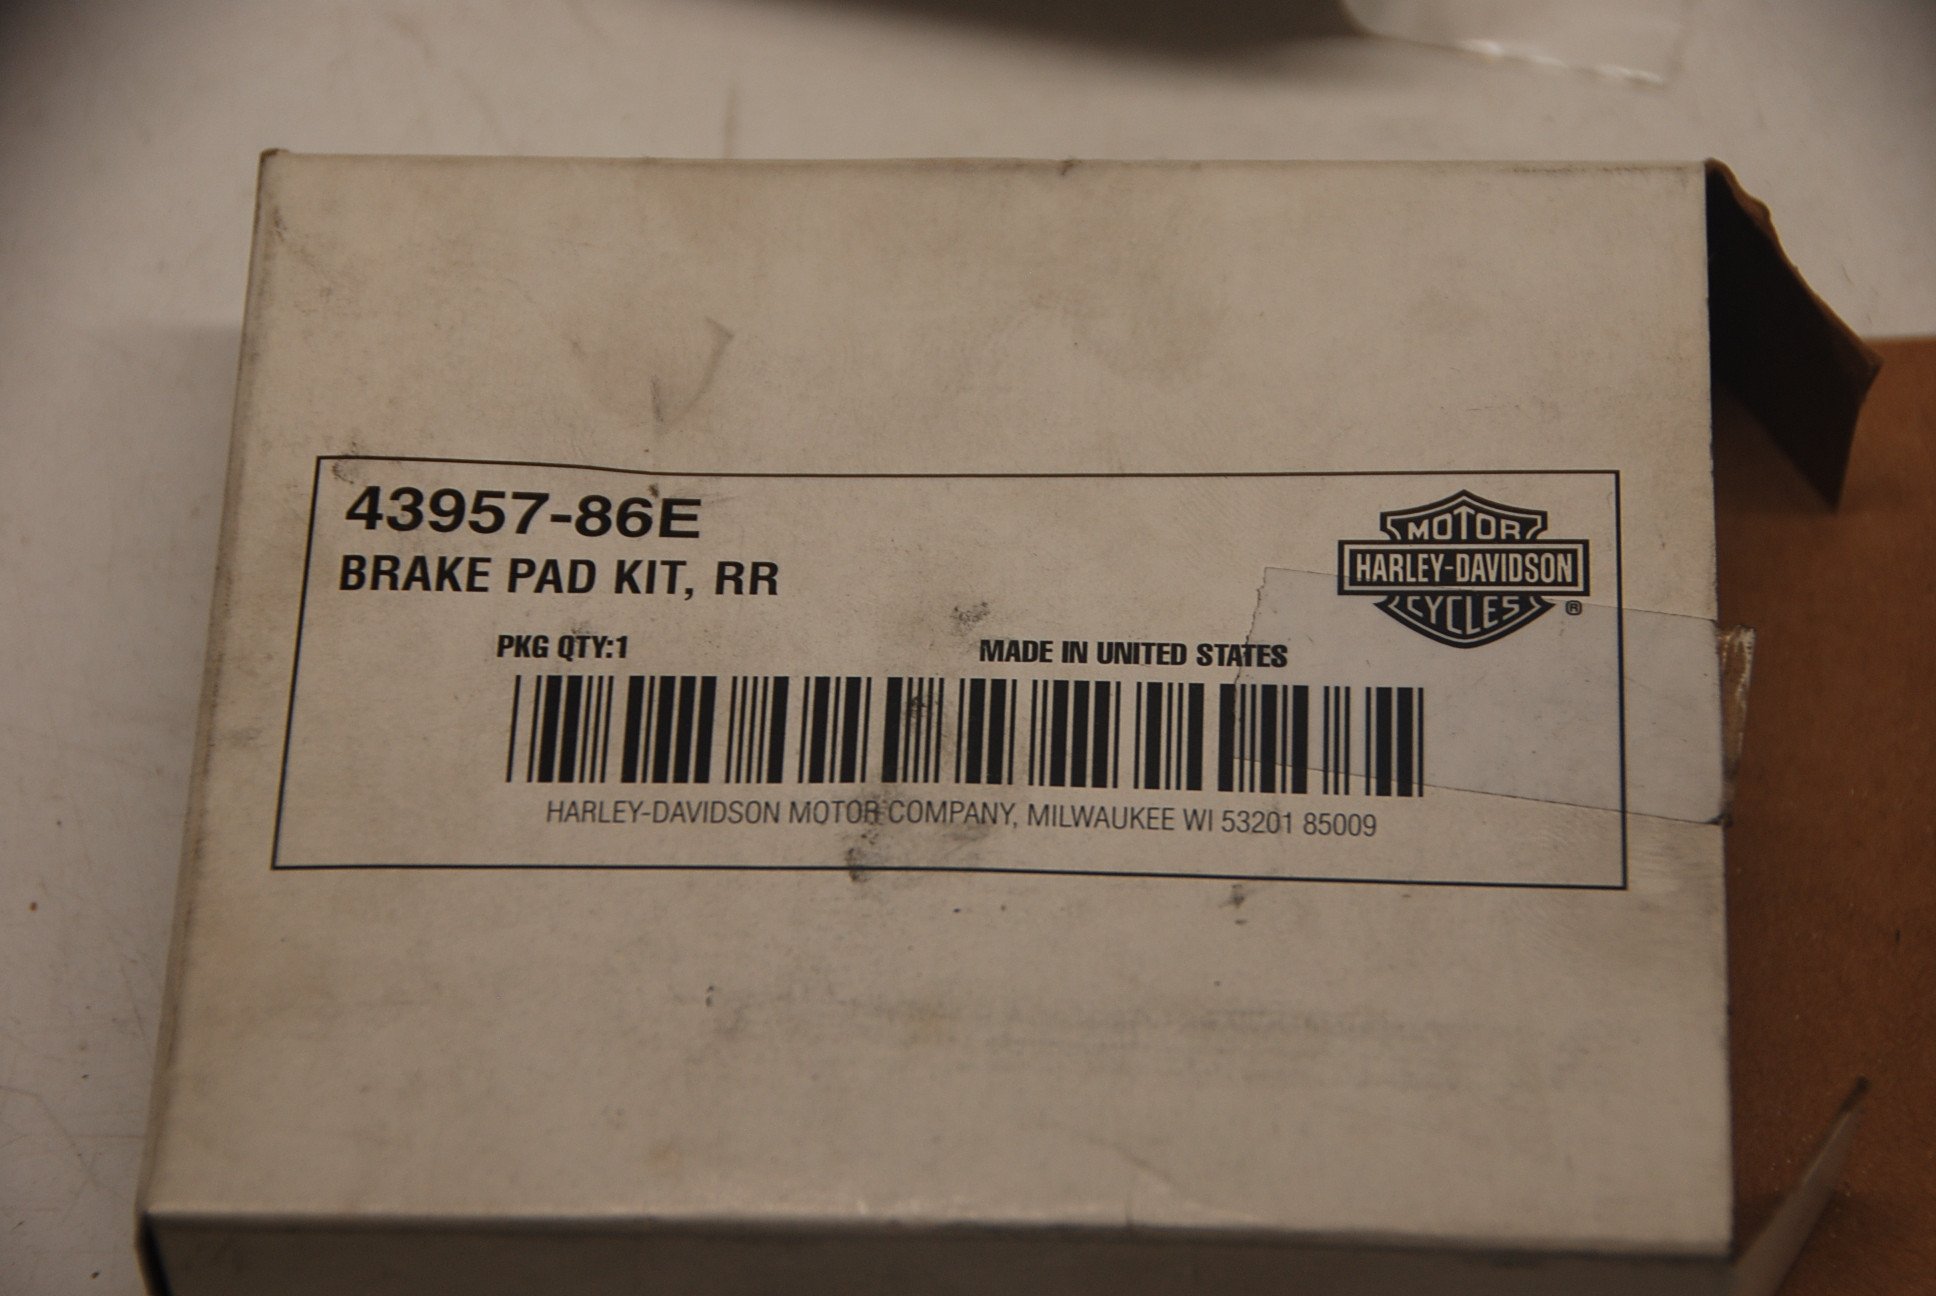 43957-86E
BRAKE PAD KIT, RR
MOTOR
HARLEY-DAVIDSON
CYCLES
®
PKG QTY:1
MADE IN UNITED STATES
HARLEY-DAVIDSON MOTOR COMPANY, MILWAUKEE WI 53201 85009